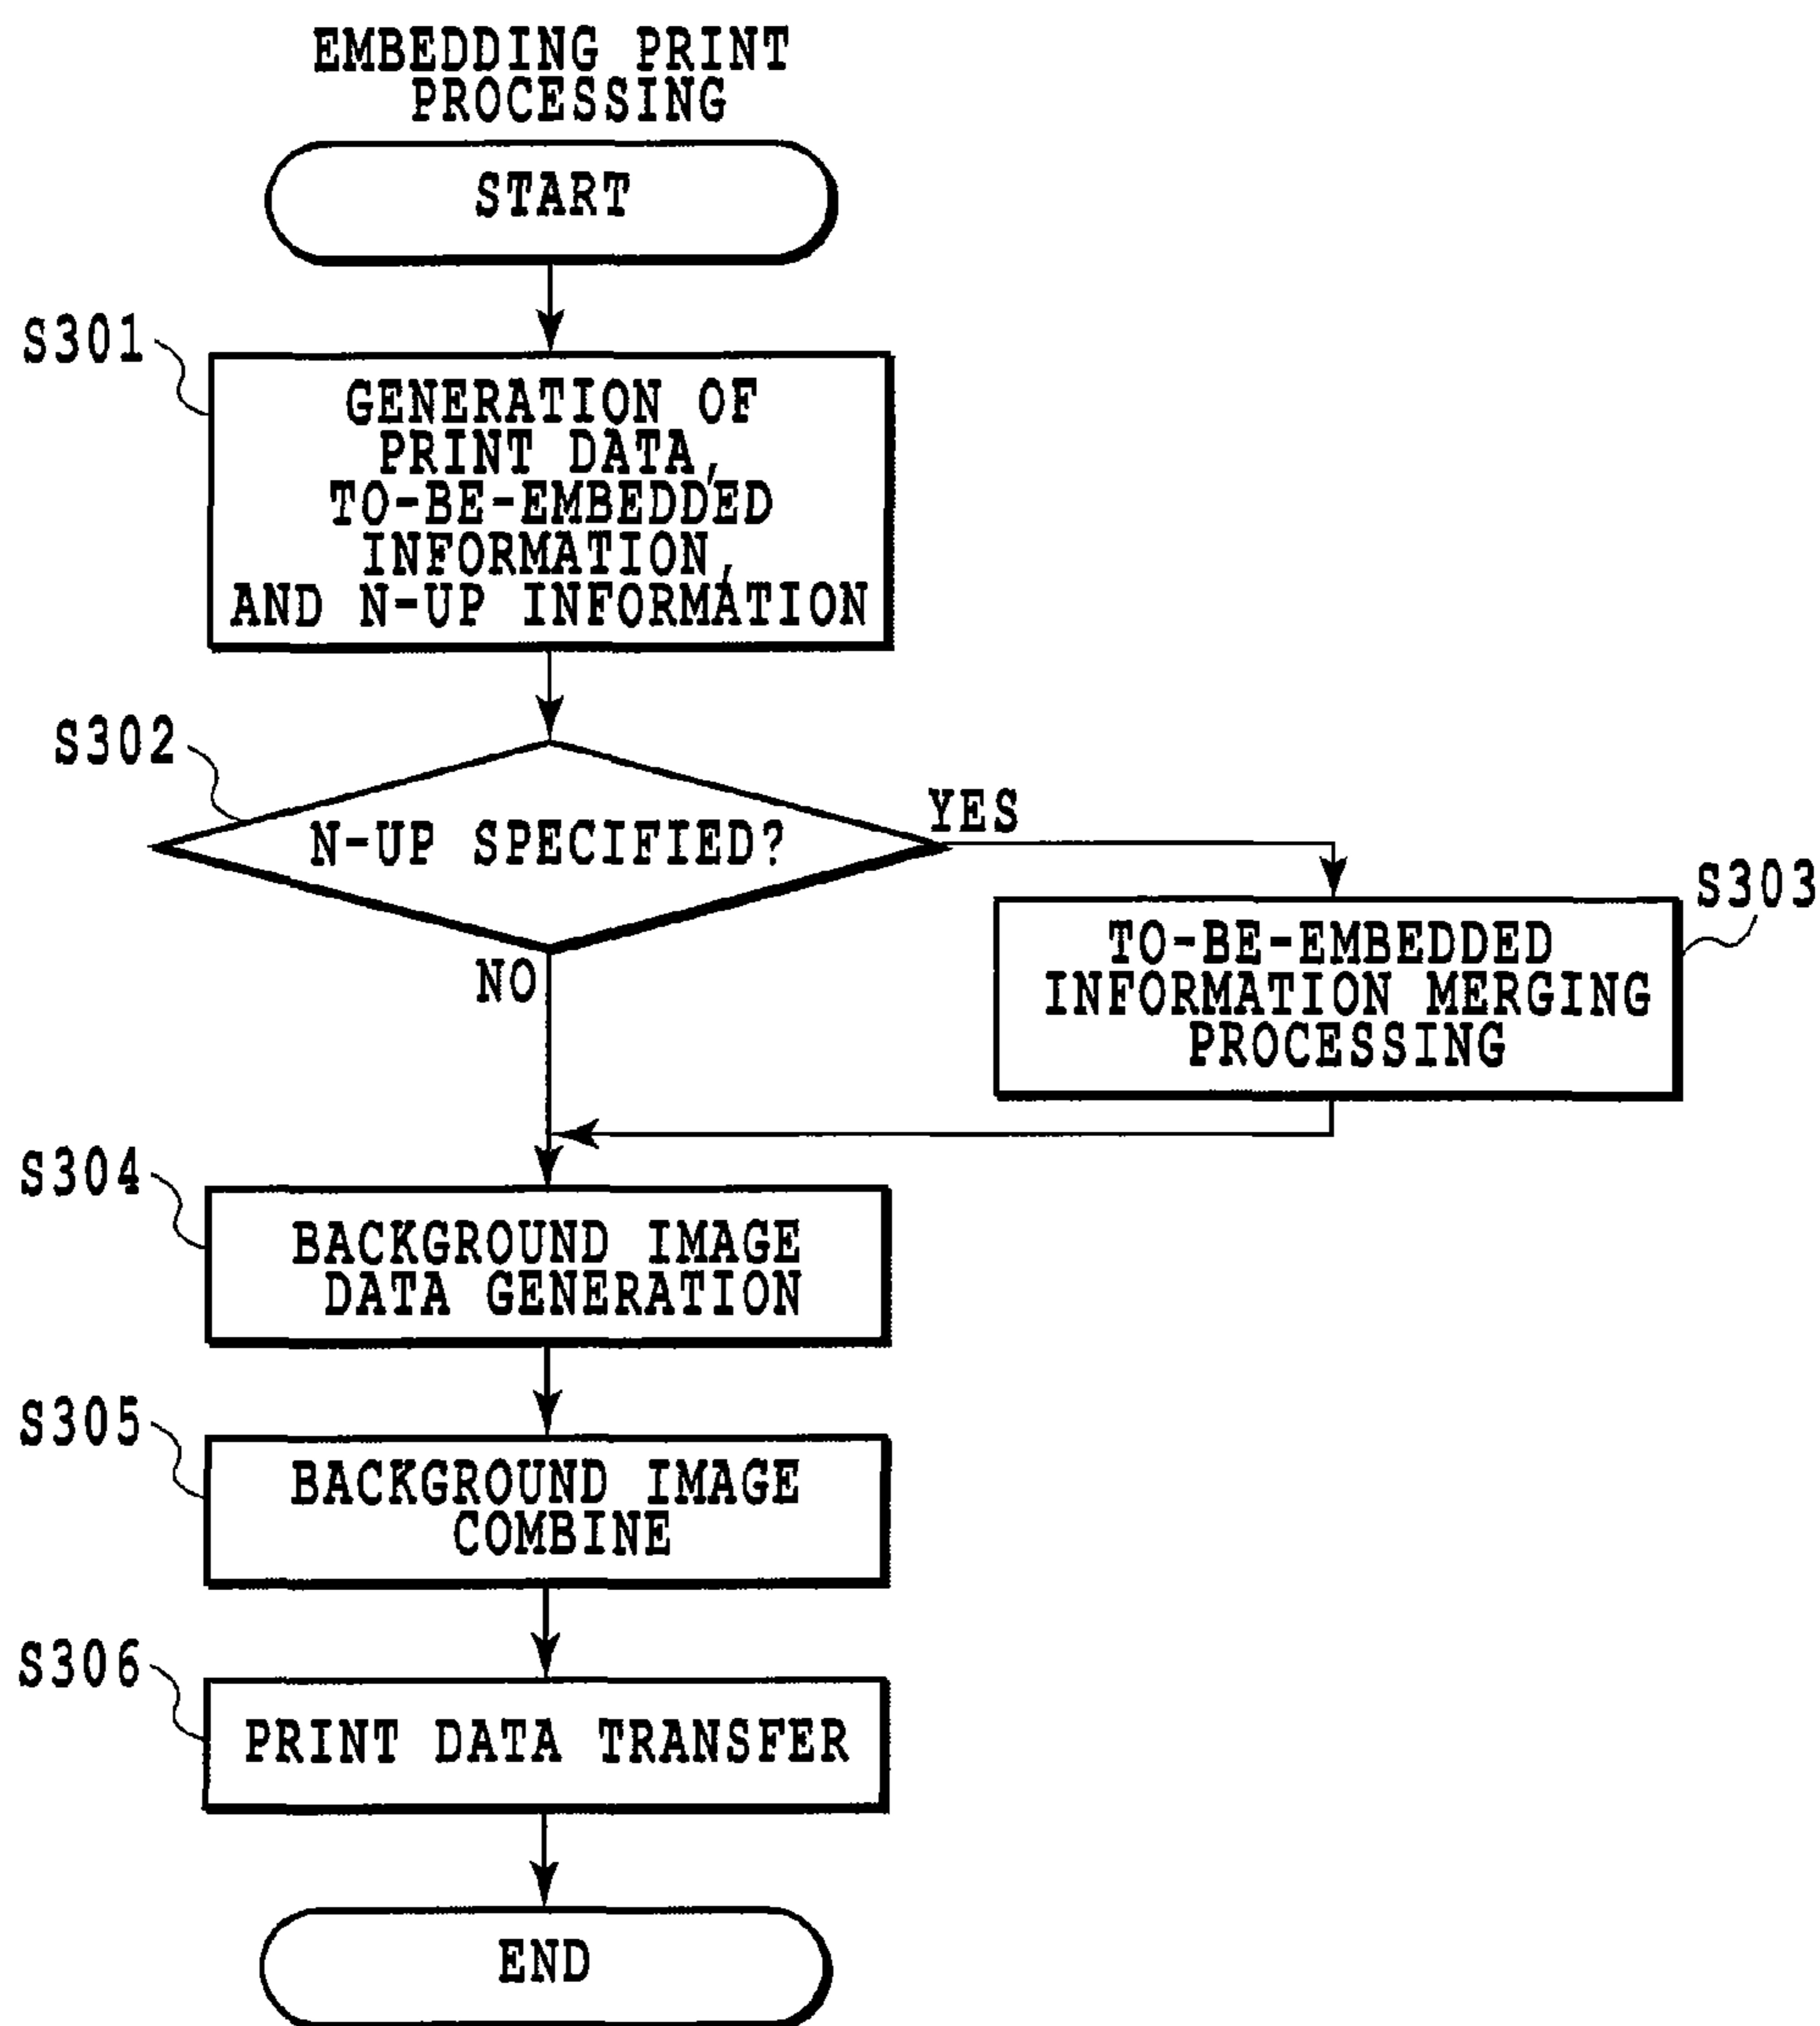 EMBEDDING PRINT
PROCESSING
START
S301
GENERATION OF
PRINT DATA,
TO-BE-EMBEDDED
INFORMATION,
AND N-UP INFORMATION
S302
N-UP SPECIFIED?
YES
S303
TO-BE-EMBEDDED
INFORMATION MERGING
PROCESSING
NO
S304
BACKGROUND IMAGE
DATA GENERATION
S305
BACKGROUND IMAGE
COMBINE
S306
PRINT DATA TRANSFER
END